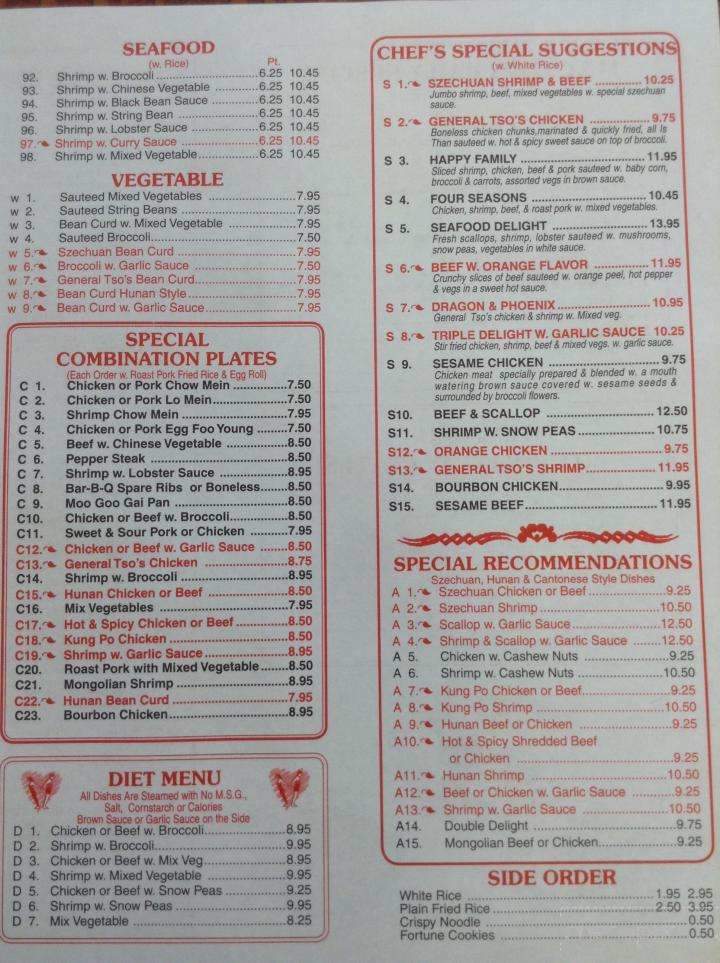 SEAFOOD
(w. Rice) Pt.
92. Shrimp w. Broccoli 6.25 10.45
93. Shrimp w. Chinese Vegetable 6.25 10.45
94. Shrimp w. Black Bean Sauce 6.25 10.45
95. Shrimp w. String Bean 6.25 10.45
96. Shrimp w. Lobster Sauce 6.25 10.45
97. Shrimp w. Curry Sauce 6.25 10.45
98. Shrimp w. Mixed Vegetable 6.25 10.45
VEGETABLE
W 1. Sauteed Mixed Vegetables 7.95
W 2. Sauteed String Beans 7.95
W 3. Bean Curd w. Mixed Vegetable 7.95
W 4. Sauteed Broccoli 7.50
W 5. Szechuan Bean Curd 7.95
W 6. Broccoli w. Garlic Sauce 7.50
W 7. General Tso's Bean Curd 7.95
W 8. Bean Curd Hunan Style 7.95
W 9. Bean Curd w. Garlic Sauce 7.95
SPECIAL
COMBINATION PLATES
(Each Order w. Roast Pork Fried Rice & Egg Roll)
C 1. Chicken or Pork Chow Mein 7.50
C 2. Chicken or Pork Lo Mein 7.50
C 3. Shrimp Chow Mein 7.95
C 4. Chicken or Pork Egg Foo Young 7.50
C 5. Beef w. Chinese Vegetable 8.50
C 6. Pepper Steak 8.50
C 7. Shrimp w. Lobster Sauce 8.95
C 8. Bar-B-Q Spare Ribs or Boneless 8.50
C 9. Moo Goo Gai Pan 8.50
C10. Chicken or Beef w. Broccoli 8.50
C11. Sweet & Sour Pork or Chicken 7.95
C12. Chicken or Beef w. Garlic Sauce 8.50
C13. General Tso's Chicken 8.75
C14. Shrimp w. Broccoli 8.95
C15. Hunan Chicken or Beef 8.50
C16. Mix Vegetables 7.95
C17. Hot & Spicy Chicken or Beef 8.50
C18. Kung Po Chicken 8.50
C19. Shrimp w. Garlic Sauce 8.95
C20. Roast Pork with Mixed Vegetable 8.50
C21. Mongolian Shrimp 8.95
C22. Hunan Bean Curd 7.95
C23. Bourbon Chicken 8.95
DIET MENU
All Dishes Are Steamed with No M.S.G.,
Salt, Cornstarch or Calories
Brown Sauce or Garlic Sauce on the Side
D 1. Chicken or Beef w. Broccoli 8.95
D 2. Shrimp w. Broccoli 9.95
D 3. Chicken or Beef w. Mix Veg 8.95
D 4. Shrimp w. Mixed Vegetable 9.95
D 5. Chicken or Beef w. Snow Peas 9.25
D 6. Shrimp w. Snow Peas 9.95
D 7. Mix Vegetable 8.25
CHEF'S SPECIAL SUGGESTIONS
(w. White Rice)
S 1. SZECHUAN SHRIMP & BEEF 10.25
Jumbo shrimp, beef, mixed vegetables w. special szechuan
sauce.
S 2. GENERAL TSO'S CHICKEN 9.75
Boneless chicken chunks,marinated & quickly fried, all Is
Than sauteed w. hot & spicy sweet sauce on top of broccoli.
S 3. HAPPY FAMILY 11.95
Sliced shrimp, chicken, beef & pork sauteed w. baby corn,
broccoli & carrots, assorted vegs in brown sauce.
S 4. FOUR SEASONS 10.45
Chicken, shrimp, beef, & roast pork w. mixed vegetables.
S 5. SEAFOOD DELIGHT 13.95
Fresh scallops, shrimp, lobster sauteed w. mushrooms,
snow peas, vegetables in white sauce.
S 6. BEEF W. ORANGE FLAVOR 11.95
Crunchy slices of beef sauteed w. orange peel, hot pepper
& vegs in a sweet hot sauce.
S 7. DRAGON & PHOENIX 10.95
General Tso's chicken & shrimp w. Mixed veg.
S 8. TRIPLE DELIGHT W. GARLIC SAUCE 10.25
Stir fried chicken, shrimp, beef & mixed vegs. w. garlic sauce.
S 9. SESAME CHICKEN 9.75
Chicken meat specially prepared & blended w. a mouth
watering brown sauce covered w. sesame seeds &
surrounded by broccoli flowers.
S10. BEEF & SCALLOP 12.50
S11. SHRIMP W. SNOW PEAS 10.75
S12. ORANGE CHICKEN 9.75
S13. GENERAL TSO'S SHRIMP 11.95
S14. BOURBON CHICKEN 9.95
S15. SESAME BEEF 11.95
SPECIAL RECOMMENDATIONS
Szechuan, Hunan & Cantonese Style Dishes
A 1. Szechuan Chicken or Beef 9.25
A 2. Szechuan Shrimp 10.50
A 3. Scallop w. Garlic Sauce 12.50
A 4. Shrimp & Scallop w. Garlic Sauce 12.50
A 5. Chicken w. Cashew Nuts 9.25
A 6. Shrimp w. Cashew Nuts 10.50
A 7. Kung Po Chicken or Beef 9.25
A 8. Kung Po Shrimp 10.50
A 9. Hunan Beef or Chicken 9.25
A10. Hot & Spicy Shredded Beef
or Chicken 9.25
A11. Hunan Shrimp 10.50
A12. Beef or Chicken w. Garlic Sauce 9.25
A13. Shrimp w. Garlic Sauce 10.50
A14. Double Delight 9.75
A15. Mongolian Beef or Chicken 9.25
SIDE ORDER
White Rice 1.95 2.95
Plain Fried Rice 2.50 3.95
Crispy Noodle 0.50
Fortune Cookies 0.50